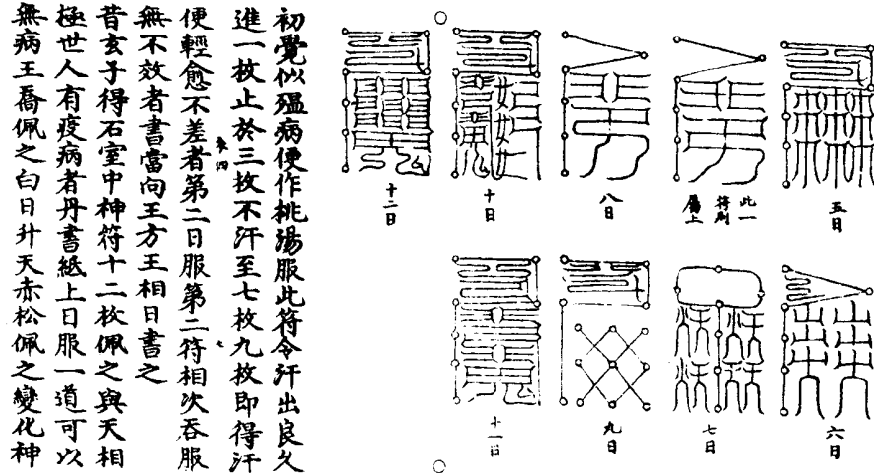 五日
六日
此一
符
屬上
七日
八日
九日
十日
十一日
十二日
初覺似殟病便作桃湯服此符令汗出良久
進一枚止於三枚不汗至七枚九枚即得汗
表四
七
便輕愈不差者第二日服第二符相次吞服
無不效者書當向王方王相日書之
昔玄子得石室中神符十二枚佩之與天相
極世人有疫病者丹書紙上日服一道可以
無病王喬佩之白日升天赤松佩之變化神